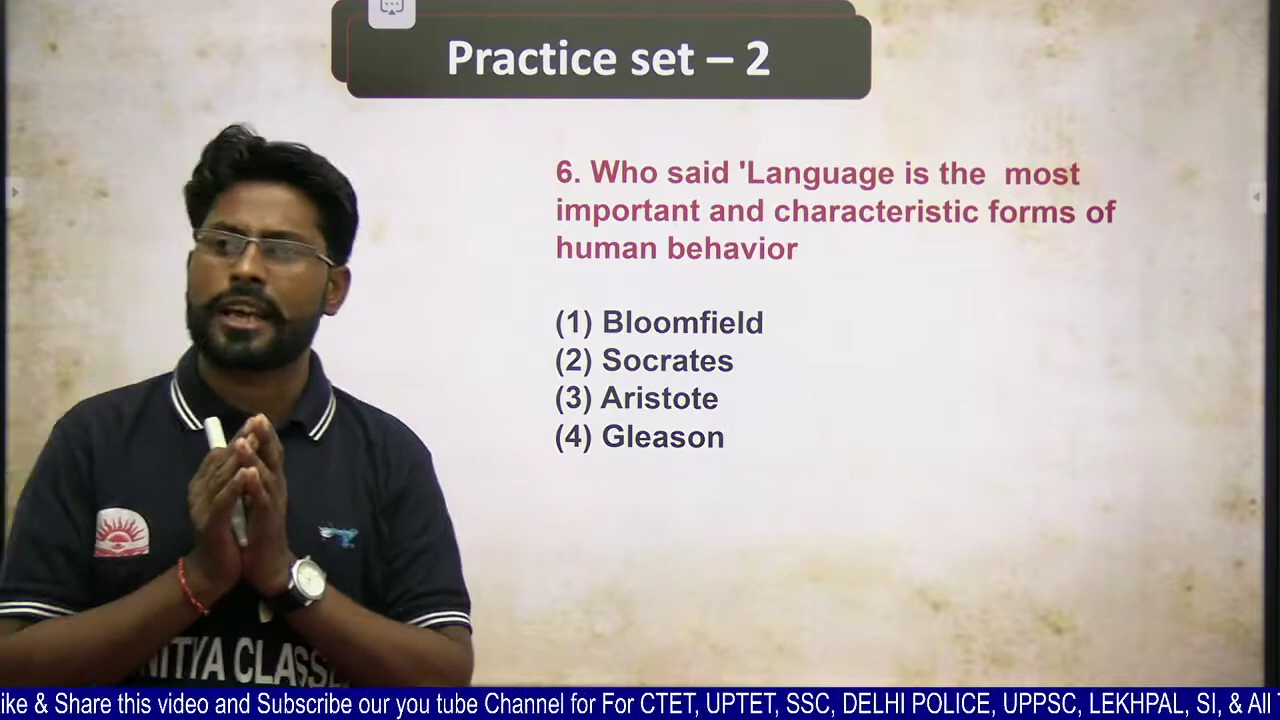 Practice set – 2
6. Who said 'Language is the most
important and characteristic forms of
human behavior
(1) Bloomfield
(2) Socrates
(3) Aristote
(4) Gleason
NITYA CLASSE
ike & Share this video and Subscribe our you tube Channel for For CTET, UPTET, SSC, DELHI POLICE, UPPSC, LEKHPAL, SI, & All